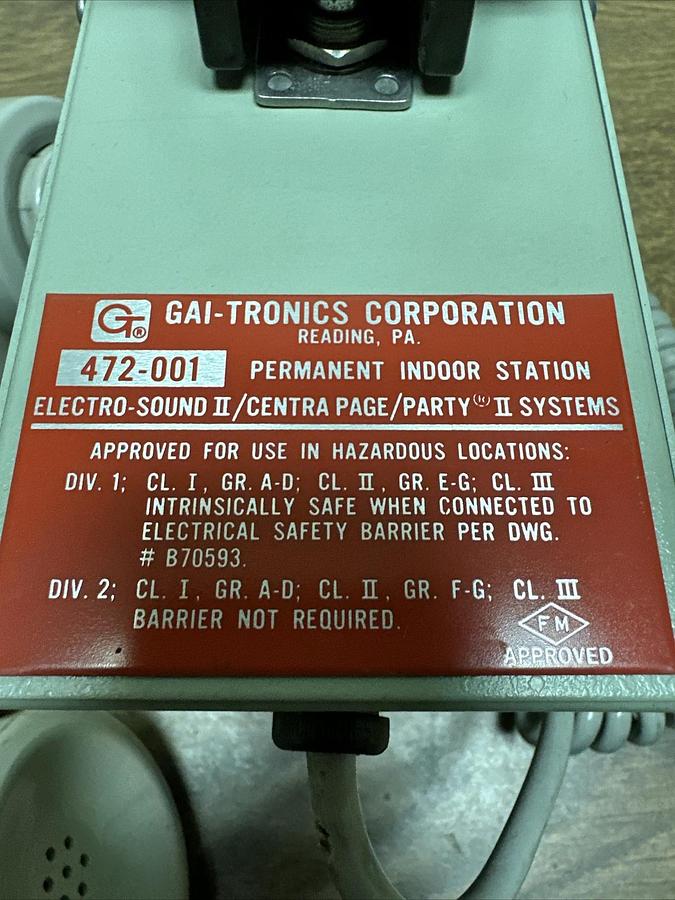 GT®
GAI-TRONICS CORPORATION
READING, PA.
472-001 PERMANENT INDOOR STATION
ELECTRO-SOUND II/CENTRA PAGE/PARTY® II SYSTEMS
APPROVED FOR USE IN HAZARDOUS LOCATIONS:
DIV. 1; CL. I, GR. A-D; CL. II, GR. E-G; CL. III
INTRINSICALLY SAFE WHEN CONNECTED TO
ELECTRICAL SAFETY BARRIER PER DWG.
# B70593.
DIV. 2; CL. I, GR. A-D; CL. II, GR. F-G; CL. III
BARRIER NOT REQUIRED.
FM
APPROVED